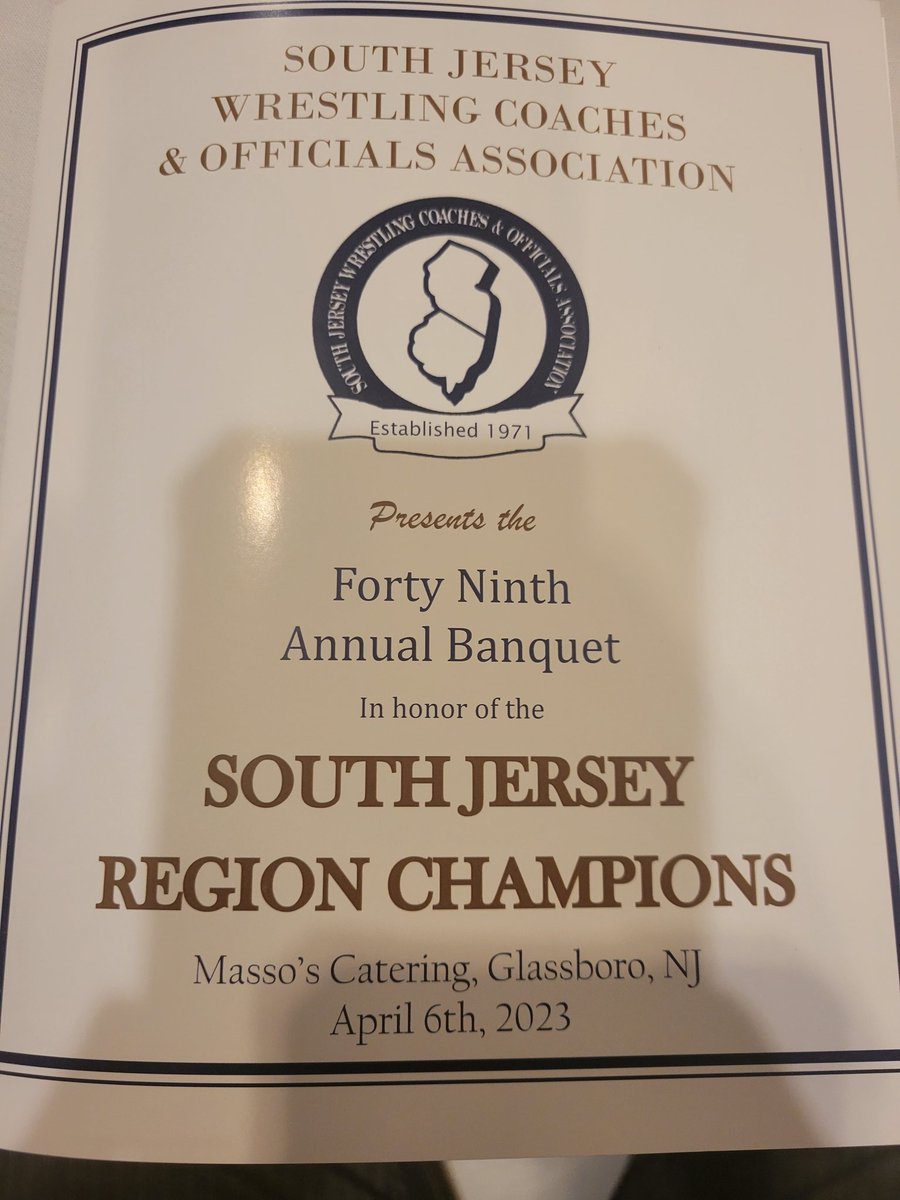 SOUTH JERSEY
WRESTLING COACHES
& OFFICIALS ASSOCIATION
SOUTH JERSEY WRESTLING COACHES & OFFICIALS ASSOCIATION
Established 1971
Presents the
Forty Ninth
Annual Banquet
In honor of the
SOUTH JERSEY
REGION CHAMPIONS
Masso's Catering, Glassboro, NJ
April 6th, 2023